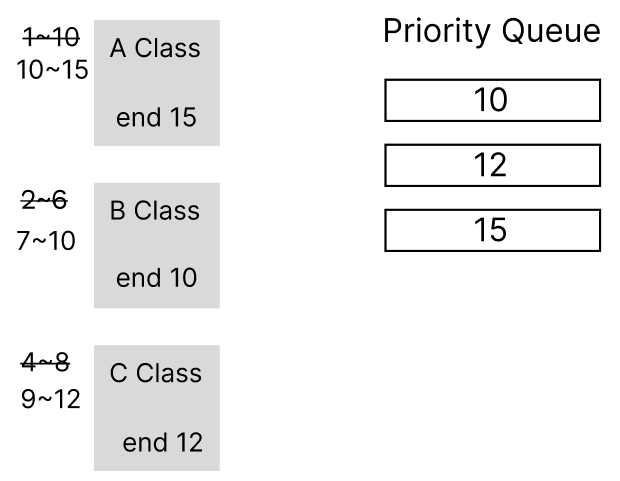 1~10
10~15
A Class
end 15
2~6
7~10
B Class
end 10
4~8
9~12
C Class
end 12
Priority Queue
10
12
15